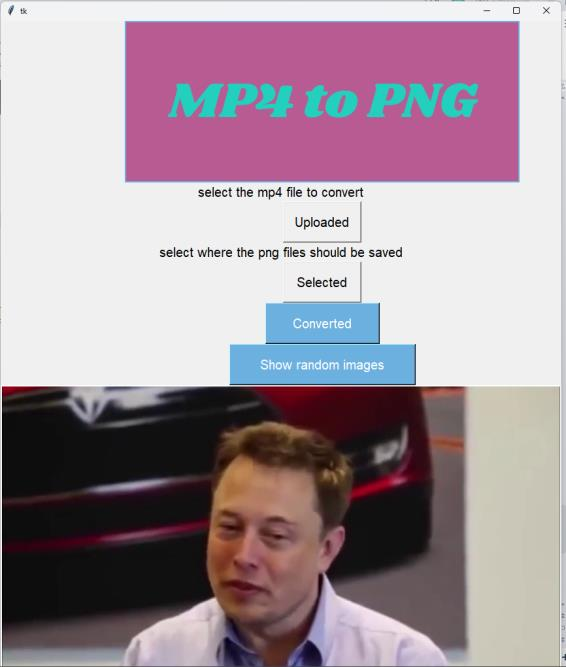 tk
MP4 to PNG
select the mp4 file to convert
Uploaded
select where the png files should be saved
Selected
Converted
Show random images